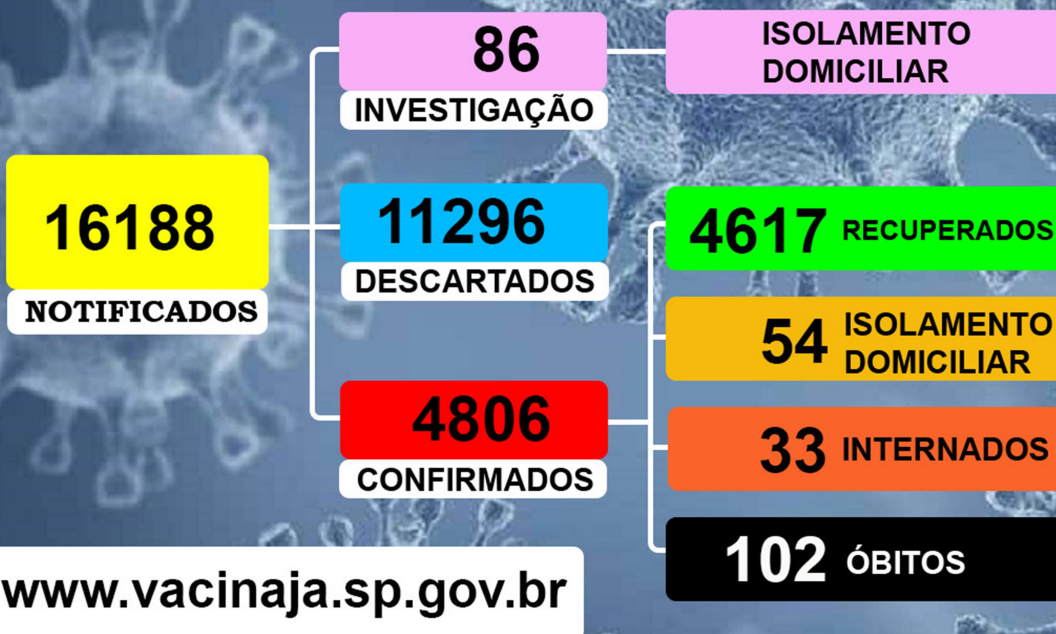 16188
NOTIFICADOS
86
INVESTIGAÇÃO
ISOLAMENTO
DOMICILIAR
11296
DESCARTADOS
4806
CONFIRMADOS
4617 RECUPERADOS
54 ISOLAMENTO
DOMICILIAR
33 INTERNADOS
102 ÓBITOS
www.vacinaja.sp.gov.br